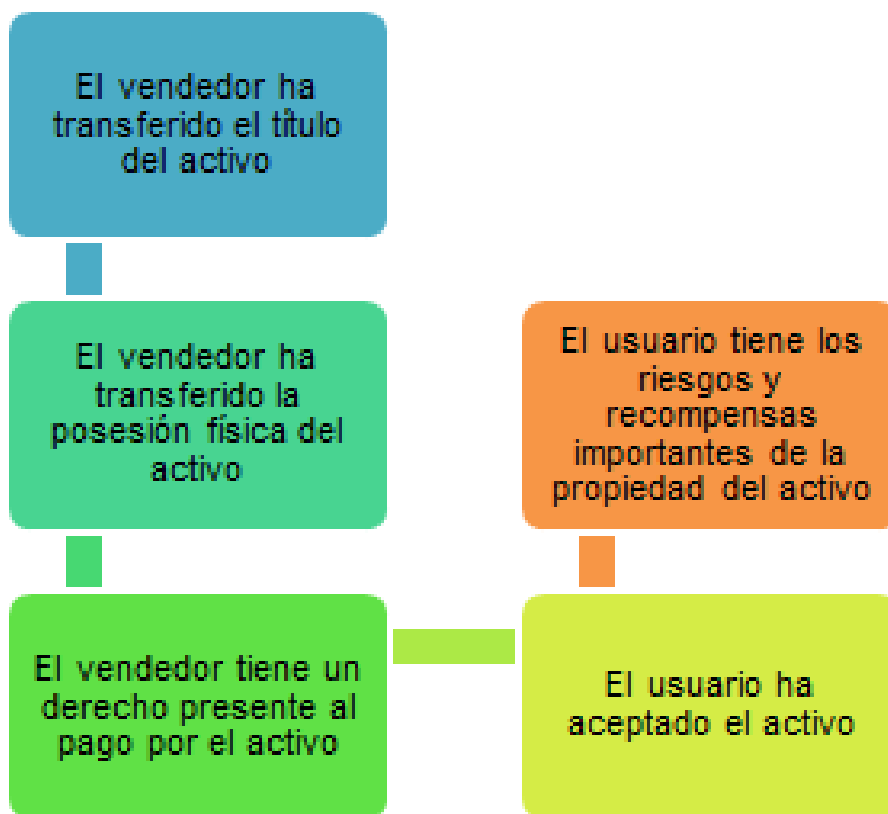 El vendedor ha
transferido el título
del activo
El vendedor ha
transferido la
posesión física del
activo
El vendedor tiene un
derecho presente al
pago por el activo
El usuario ha
aceptado el activo
El usuario tiene los
riesgos y
recompensas
importantes de la
propiedad del activo